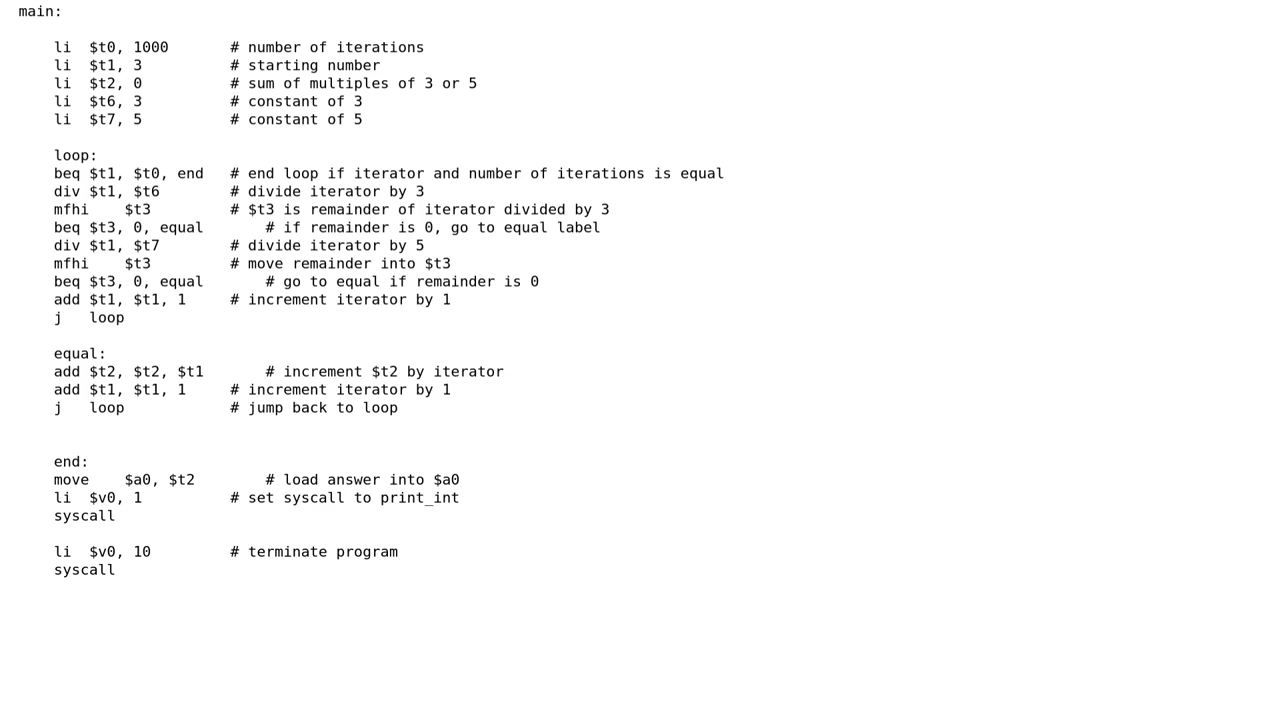 main:
li $t0, 1000 # number of iterations
li $t1, 3 # starting number
li $t2, 0 # sum of multiples of 3 or 5
li $t6, 3 # constant of 3
li $t7, 5 # constant of 5
loop:
beq $t1, $t0, end # end loop if iterator and number of iterations is equal
div $t1, $t6 # divide iterator by 3
mfhi $t3 # $t3 is remainder of iterator divided by 3
beq $t3, 0, equal # if remainder is 0, go to equal label
div $t1, $t7 # divide iterator by 5
mfhi $t3 # move remainder into $t3
beq $t3, 0, equal # go to equal if remainder is 0
add $t1, $t1, 1 # increment iterator by 1
j loop
equal:
add $t2, $t2, $t1 # increment $t2 by iterator
add $t1, $t1, 1 # increment iterator by 1
j loop # jump back to loop
end:
move $a0, $t2 # load answer into $a0
li $v0, 1 # set syscall to print_int
syscall
li $v0, 10 # terminate program
syscall